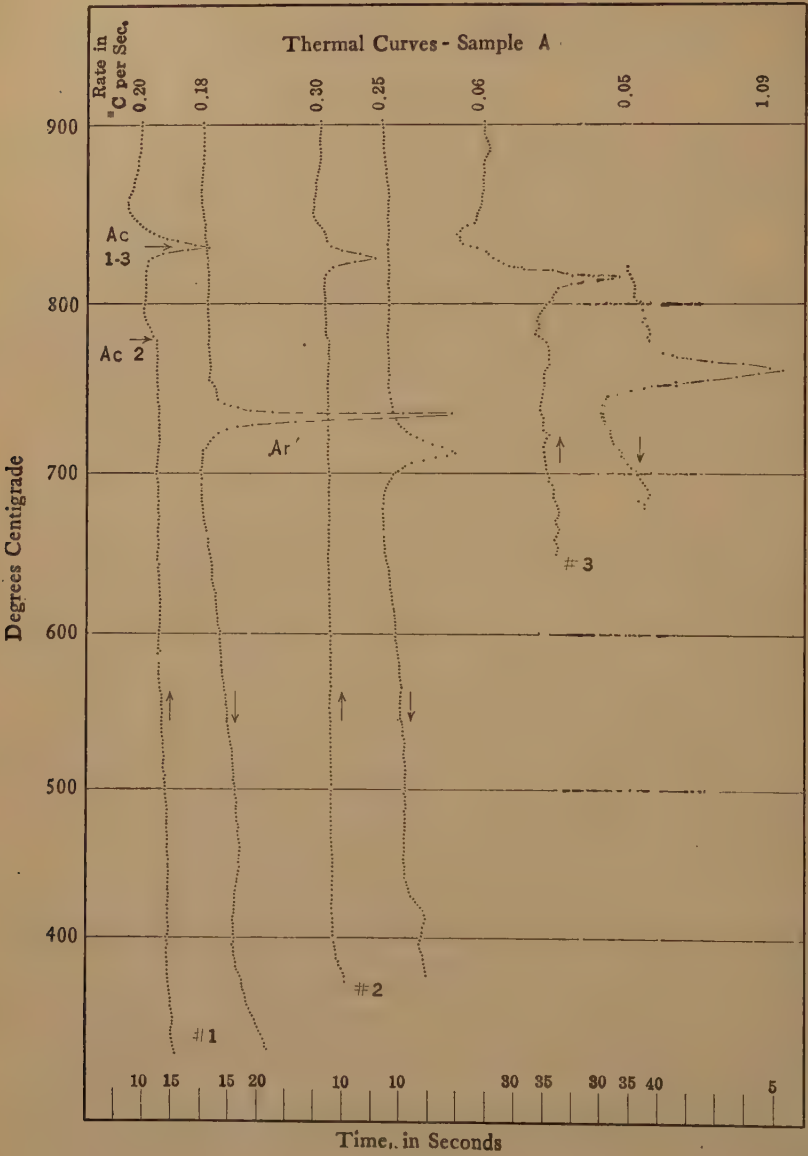 Thermal Curves - Sample A
Rate in
°C per Sec.
0.20
0.18
0.30
0.25
0.06
0.05
1.09
900
Ac
1-3
800
Ac 2
Ar′
700
#3
600
500
400
#2
#1
Degrees Centigrade
10 15 15 20 10 10 30 35 30 35 40 5
Time, in Seconds